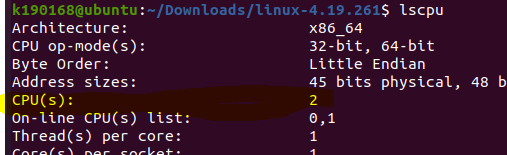 k190168@ubuntu:~/Downloads/linux-4.19.261$ lscpu
Architecture: x86_64
CPU op-mode(s): 32-bit, 64-bit
Byte Order: Little Endian
Address sizes: 45 bits physical, 48 b
CPU(s): 2
On-line CPU(s) list: 0,1
Thread(s) per core: 1
Core(s) per socket: 1